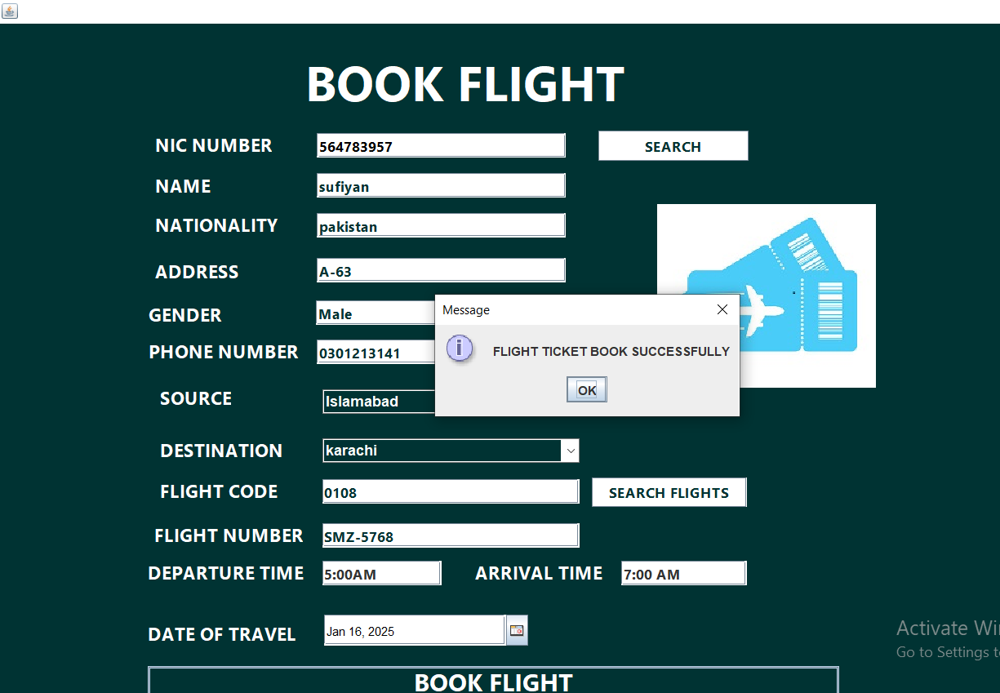 BOOK FLIGHT
NIC NUMBER 564783957 SEARCH
NAME sufiyan
NATIONALITY pakistan
ADDRESS A-63
GENDER Male
PHONE NUMBER 0301213141
Message
FLIGHT TICKET BOOK SUCCESSFULLY
OK
SOURCE Islamabad
DESTINATION karachi
FLIGHT CODE 0108 SEARCH FLIGHTS
FLIGHT NUMBER SMZ-5768
DEPARTURE TIME 5:00AM ARRIVAL TIME 7:00 AM
DATE OF TRAVEL Jan 16, 2025
Activate Wi
Go to Settings t
BOOK FLIGHT